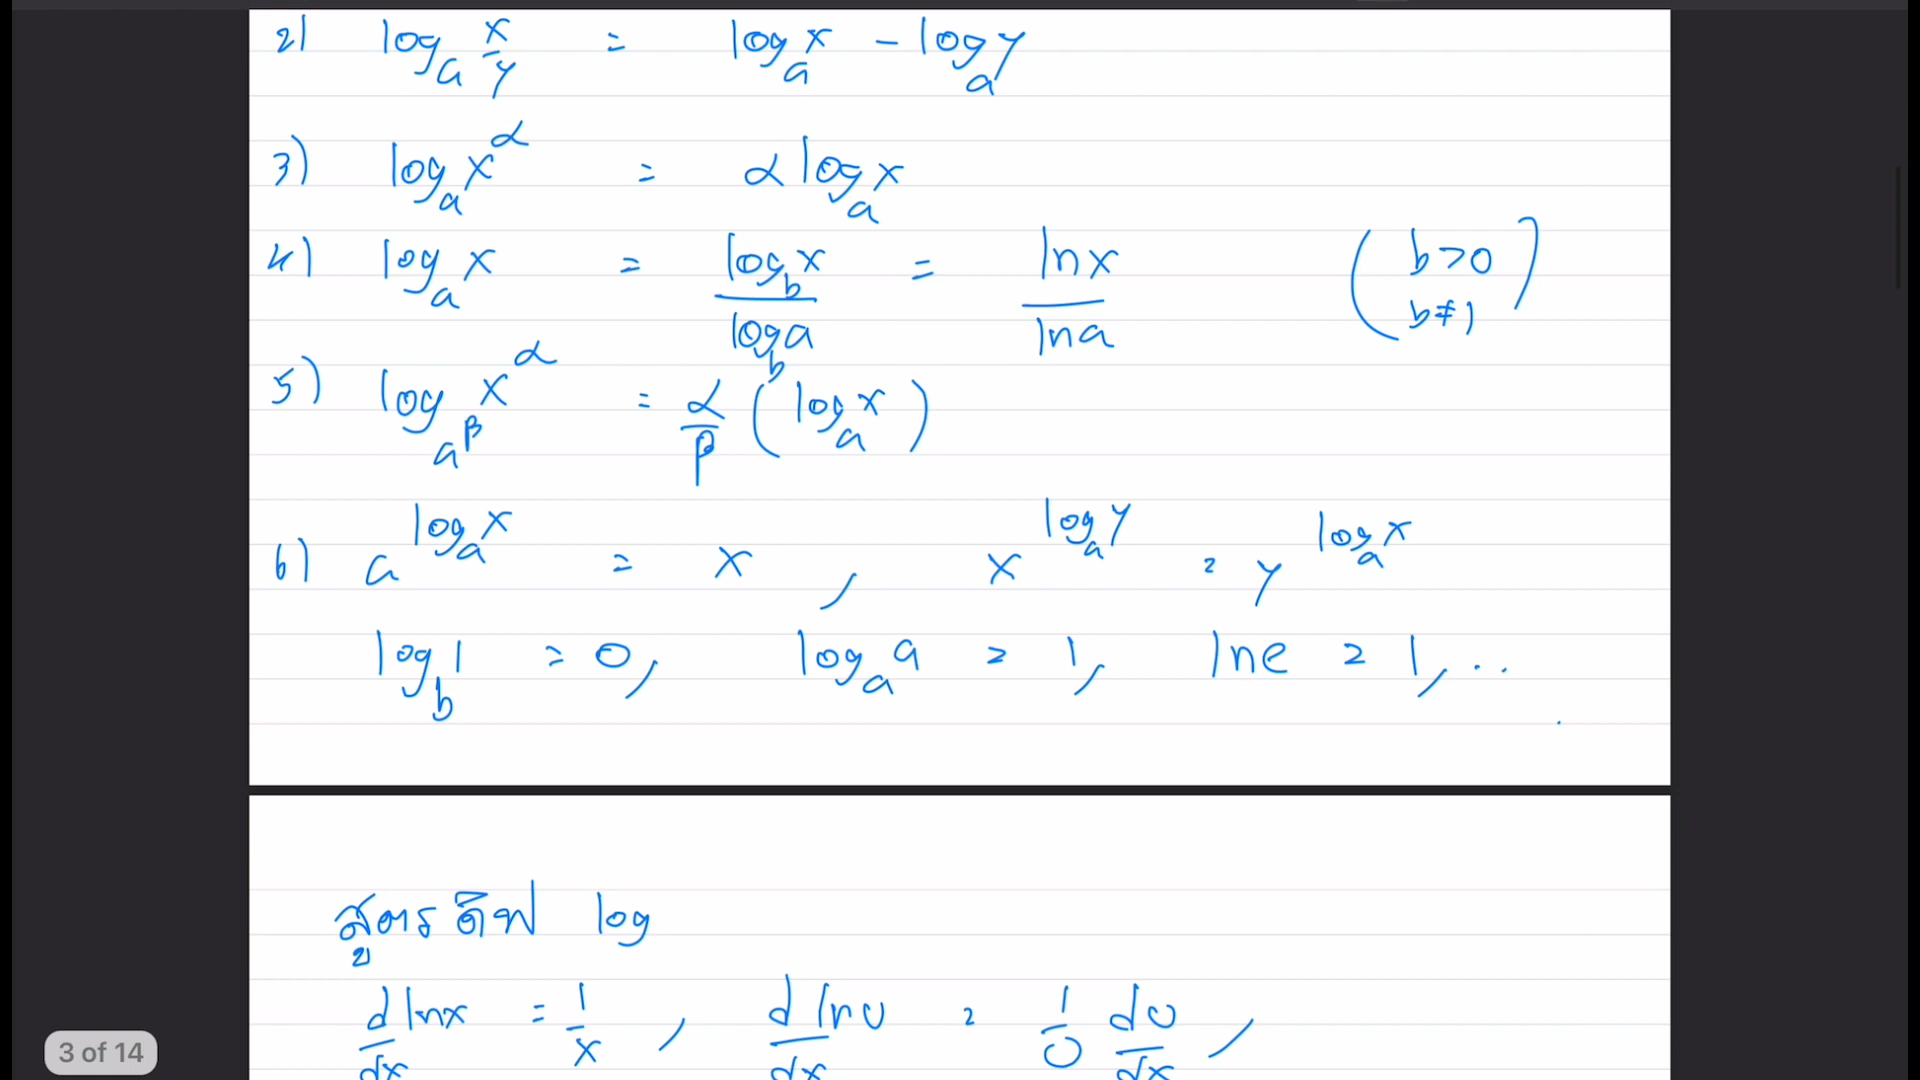 2) log_a x/y = log_a x - log_a y
3) log_a x^α = α log_a x
4) log_a x = log_b x / log_b a = ln x / ln a ( b>0 b≠1 )
5) log_{a^β} x^α = α/β ( log_a x )
6) a^{log_a x} = x , x^{log_a y} = y^{log_a x}
log_b 1 = 0, log_a a = 1, ln e = 1, ...
สูตรดิฟ log
d ln x / dx = 1/x , d ln u / dx = 1/u du/dx ,
3 of 14